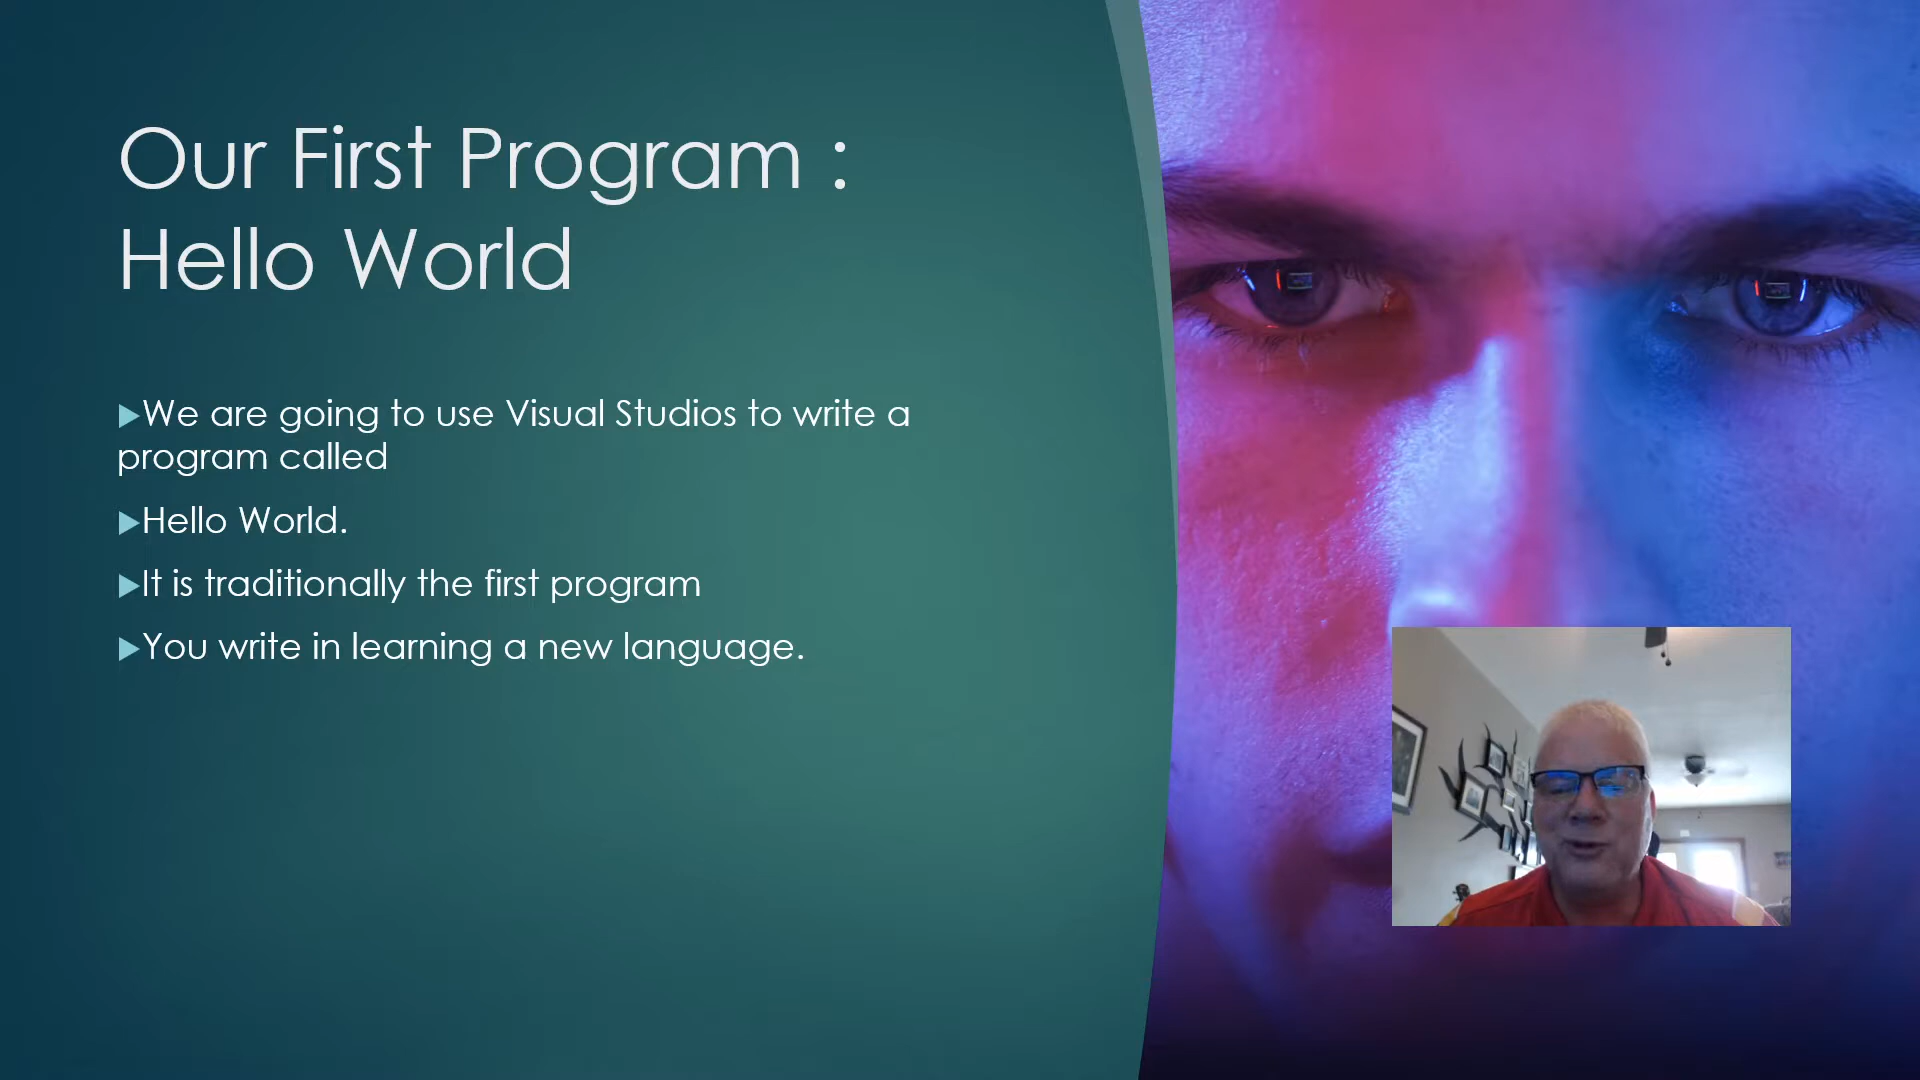 Our First Program :
Hello World
We are going to use Visual Studios to write a
program called
Hello World.
It is traditionally the first program
You write in learning a new language.